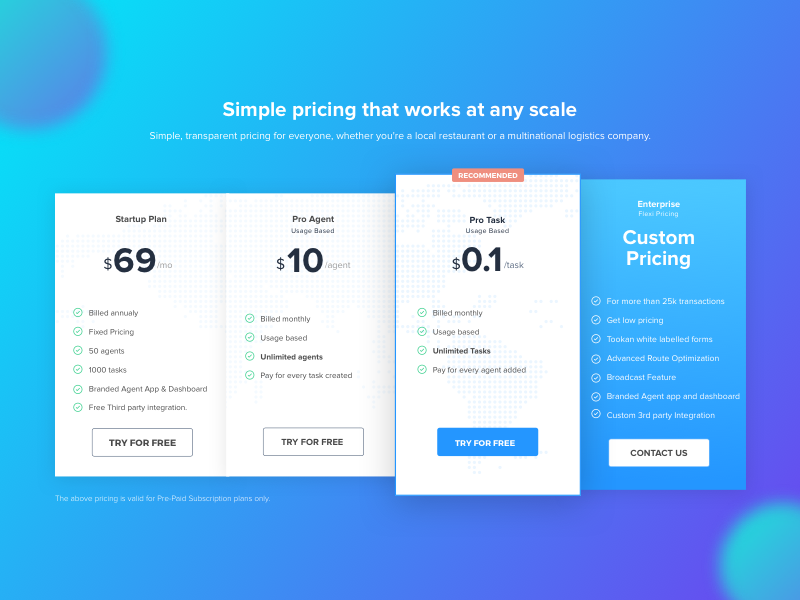 Simple pricing that works at any scale
Simple, transparent pricing for everyone, whether you're a local restaurant or a multinational logistics company.
Startup Plan
$69/mo
Billed annualy
Fixed Pricing
50 agents
1000 tasks
Branded Agent App & Dashboard
Free Third party integration.
TRY FOR FREE
Pro Agent
Usage Based
$10/agent
Billed monthly
Usage based
Unlimited agents
Pay for every task created
TRY FOR FREE
RECOMMENDED
Pro Task
Usage Based
$0.1/task
Billed monthly
Usage based
Unlimited Tasks
Pay for every agent added
TRY FOR FREE
Enterprise
Flexi Pricing
Custom
Pricing
For more than 25k transactions
Get low pricing
Tookan white labelled forms
Advanced Route Optimization
Broadcast Feature
Branded Agent app and dashboard
Custom 3rd party Integration
CONTACT US
The above pricing is valid for Pre-Paid Subscription plans only.